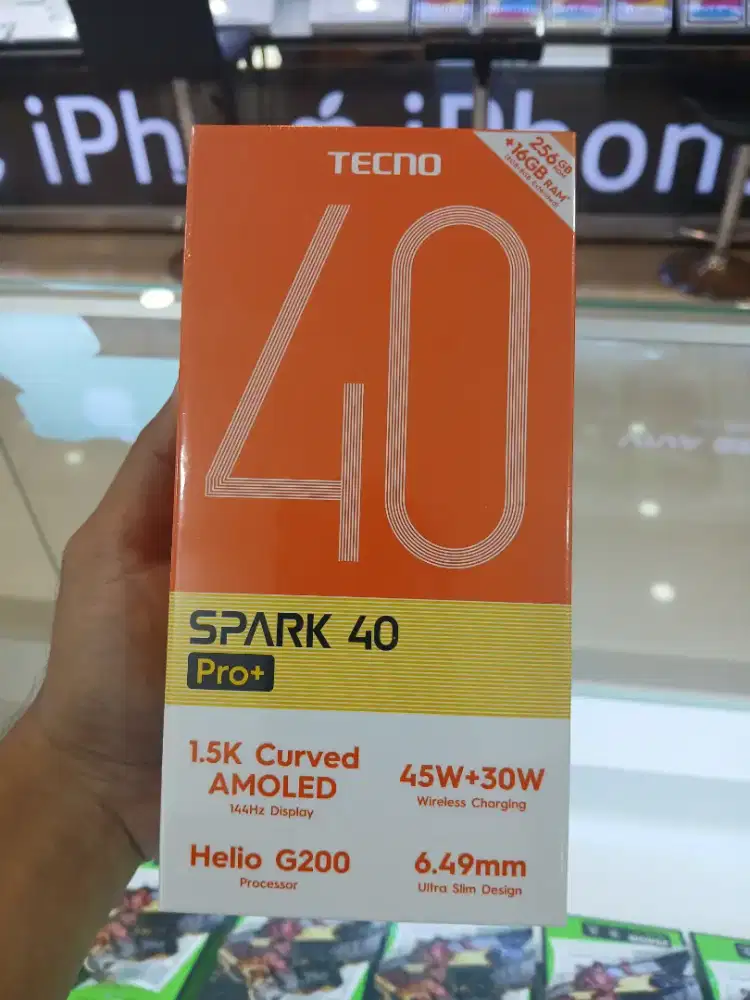 iPh
iPhon
TECNO
256GB
ROM
+16GB RAM*
40
SPARK 40
Pro+
1.5K Curved
AMOLED
144Hz Display
45W+30W
Wireless Charging
Helio G200
Processor
6.49mm
Ultra Slim Design